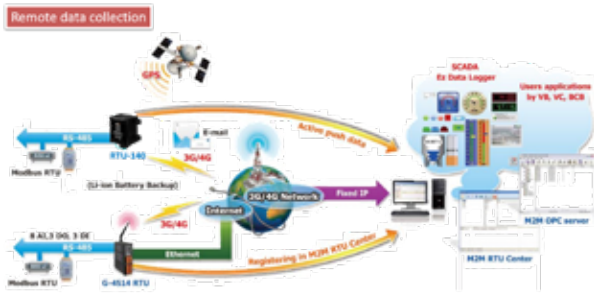 Remote data collection
GPS
SCADA
Ez Data Logger
Users applications
by VB, VC, BCB
RS-485
RTU-140
E-mail
3G/4G
Active push data
Modbus RTU
(Li-ion Battery Backup)
2G/4G Network
Internet
Fixed IP
3G/4G
8 AI,3 DO, 3 DI
RS-485
Ethernet
Modbus RTU
G-4514 RTU
Registering in M2M RTU Center
M2M OPC server
M2M RTU Center